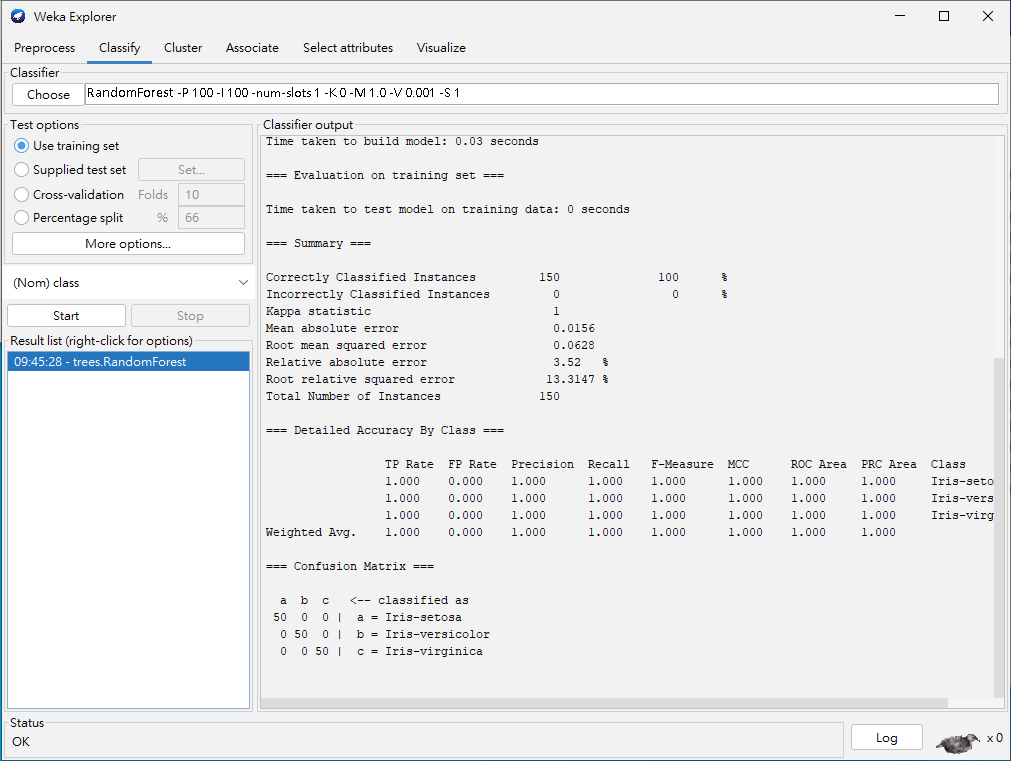 Weka Explorer
Preprocess Classify Cluster Associate Select attributes Visualize
Classifier
Choose RandomForest -P 100 -I 100 -num-slots 1 -K 0 -M 1.0 -V 0.001 -S 1
Test options
Use training set
Supplied test set Set...
Cross-validation Folds 10
Percentage split % 66
More options...
(Nom) class
Start Stop
Result list (right-click for options)
09:45:28 - trees.RandomForest
Classifier output
Time taken to build model: 0.03 seconds
=== Evaluation on training set ===
Time taken to test model on training data: 0 seconds
=== Summary ===
Correctly Classified Instances 150 100 %
Incorrectly Classified Instances 0 0 %
Kappa statistic 1
Mean absolute error 0.0156
Root mean squared error 0.0628
Relative absolute error 3.52 %
Root relative squared error 13.3147 %
Total Number of Instances 150
=== Detailed Accuracy By Class ===
TP Rate FP Rate Precision Recall F-Measure MCC ROC Area PRC Area Class
1.000 0.000 1.000 1.000 1.000 1.000 1.000 1.000 Iris-seto
1.000 0.000 1.000 1.000 1.000 1.000 1.000 1.000 Iris-vers
1.000 0.000 1.000 1.000 1.000 1.000 1.000 1.000 Iris-virg
Weighted Avg. 1.000 0.000 1.000 1.000 1.000 1.000 1.000 1.000
=== Confusion Matrix ===
a b c <-- classified as
50 0 0 | a = Iris-setosa
0 50 0 | b = Iris-versicolor
0 0 50 | c = Iris-virginica
Status
OK
Log
x 0